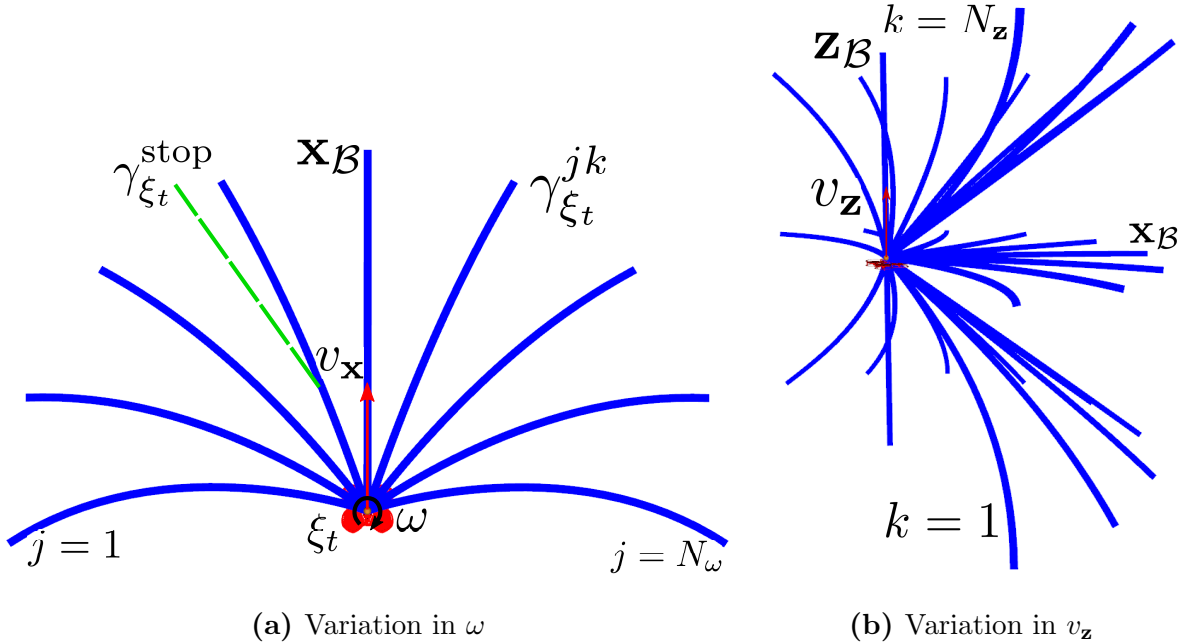 γ_{ξ_t}^{stop}
𝐱_ℬ
γ_{ξ_t}^{jk}
v_𝐱
j = 1
ξ_t
ω
j = N_ω
(a) Variation in ω
k = N_𝐳
𝐳_ℬ
v_𝐳
𝐱_ℬ
k = 1
(b) Variation in v_𝐳